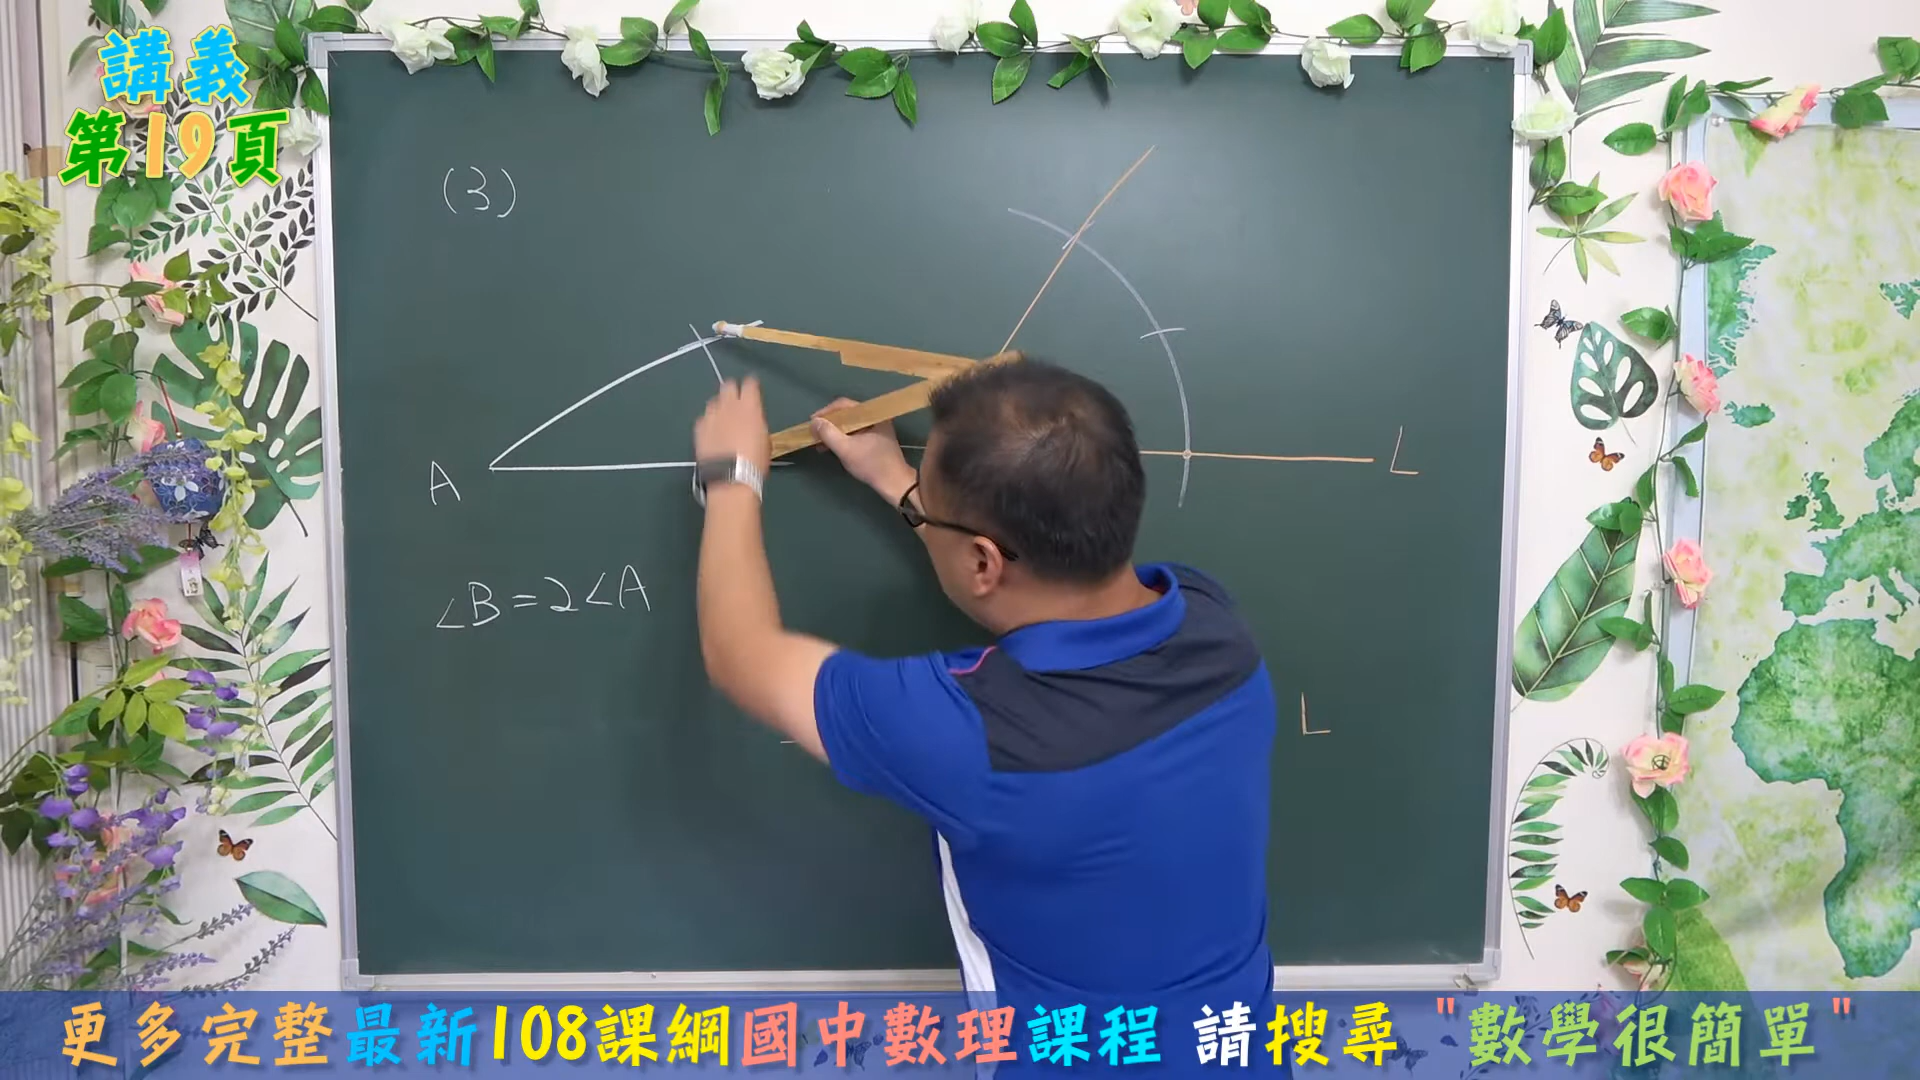 講義
第19頁
(3)
A
L
∠B=2∠A
L
更多完整最新108課綱國中數理課程 請搜尋 "數學很簡單"